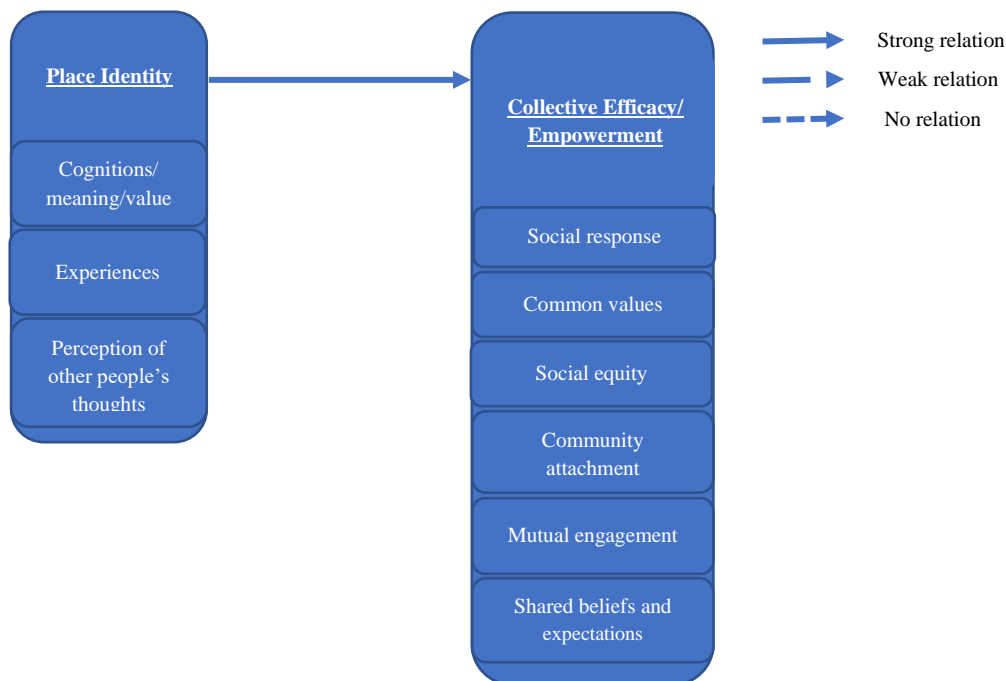 Place Identity
Cognitions/
meaning/value
Experiences
Perception of
other people’s
thoughts
Collective Efficacy/
Empowerment
Social response
Common values
Social equity
Community
attachment
Mutual engagement
Shared beliefs and
expectations
Strong relation
Weak relation
No relation